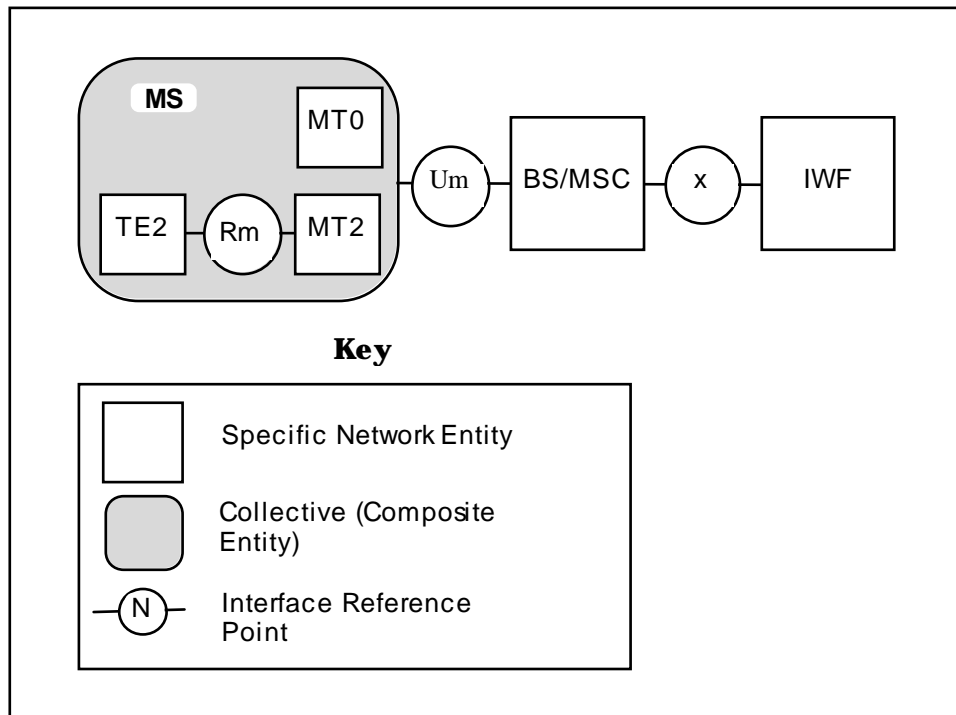 MS
MT0
TE2
Rm
MT2
Um
BS/MSC
x
IWF
Key
Specific Network Entity
Collective (Composite
Entity)
N
Interface Reference
Point